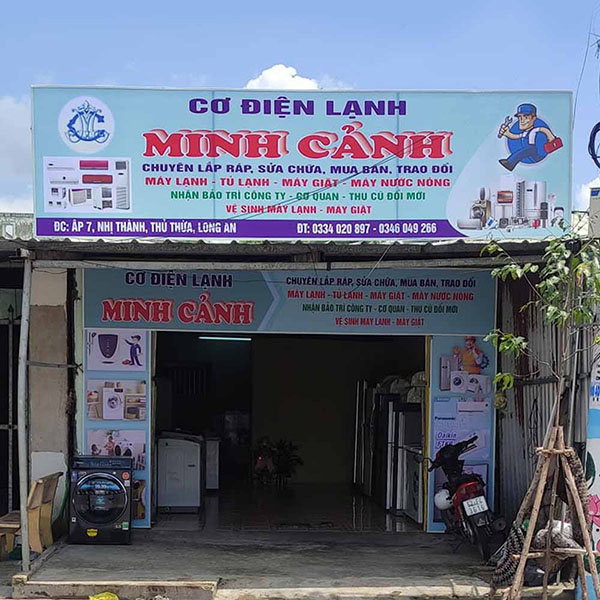 CƠ ĐIỆN LẠNH
MINH CẢNH
CHUYÊN LẮP RÁP, SỬA CHỮA, MUA BÁN, TRAO ĐỔI
MÁY LẠNH - TỦ LẠNH - MÁY GIẶT - MÁY NƯỚC NÓNG
NHẬN BẢO TRÌ CÔNG TY - CƠ QUAN - THU CŨ ĐỔI MỚI
VỆ SINH MÁY LẠNH - MÁY GIẶT
ĐC: ẤP 7, NHỊ THÀNH, THỦ THỪA, LONG AN
ĐT: 0334 020 897 - 0346 049 266
CƠ ĐIỆN LẠNH
MINH CẢNH
CHUYÊN LẮP RÁP, SỬA CHỮA, MUA BÁN, TRAO ĐỔI
MÁY LẠNH - TỦ LẠNH - MÁY GIẶT - MÁY NƯỚC NÓNG
NHẬN BẢO TRÌ CÔNG TY - CƠ QUAN - THU CŨ ĐỔI MỚI
VỆ SINH MÁY LẠNH - MÁY GIẶT
Panasonic
Daikin